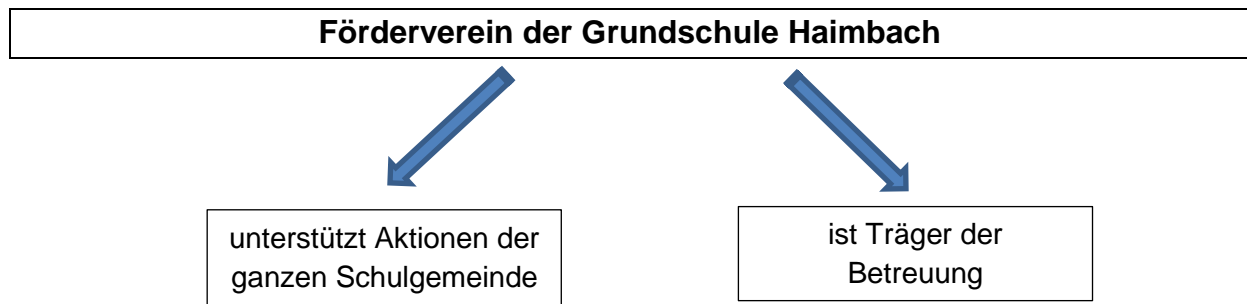 Förderverein der Grundschule Haimbach
unterstützt Aktionen der
ganzen Schulgemeinde
ist Träger der
Betreuung